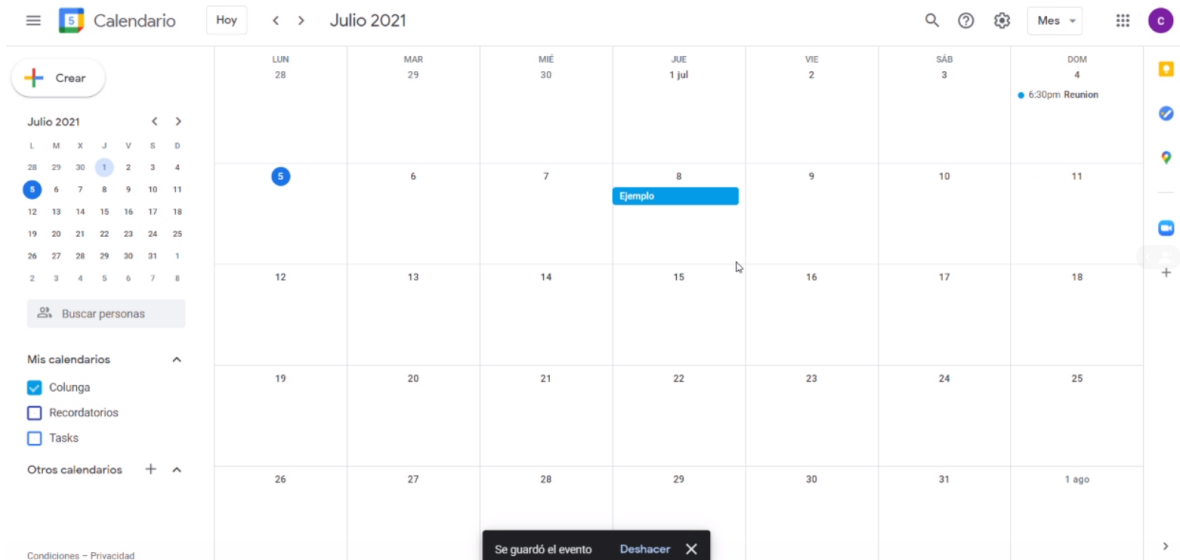 5 Calendario Hoy Julio 2021 Mes C
Crear
Julio 2021
L M X J V S D
28 29 30 1 2 3 4
5 6 7 8 9 10 11
12 13 14 15 16 17 18
19 20 21 22 23 24 25
26 27 28 29 30 31 1
2 3 4 5 6 7 8
Buscar personas
Mis calendarios
Colunga
Recordatorios
Tasks
Otros calendarios
Condiciones – Privacidad
LUN MAR MIÉ JUE VIE SÁB DOM
28 29 30 1 jul 2 3 4
6:30pm Reunion
5 6 7 8 9 10 11
Ejemplo
12 13 14 15 16 17 18
19 20 21 22 23 24 25
26 27 28 29 30 31 1 ago
Se guardó el evento Deshacer